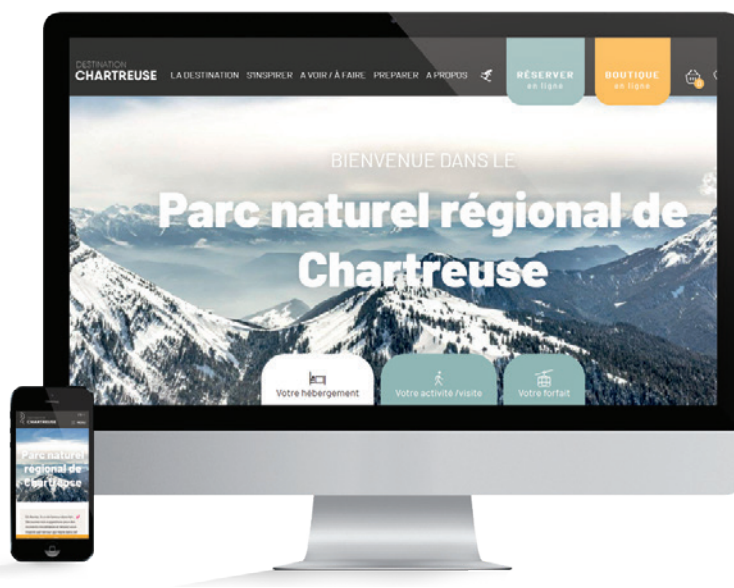 DESTINATION
CHARTREUSE
LA DESTINATION S'INSPIRER A VOIR / À FAIRE PREPARER A PROPOS
RÉSERVER
en ligne
BOUTIQUE
en ligne
BIENVENUE DANS LE
Parc naturel régional de
Chartreuse
Votre hébergement
Votre activité /visite
Votre forfait
CHARTREUSE
MENU
Parc naturel
régional de
Chartreuse